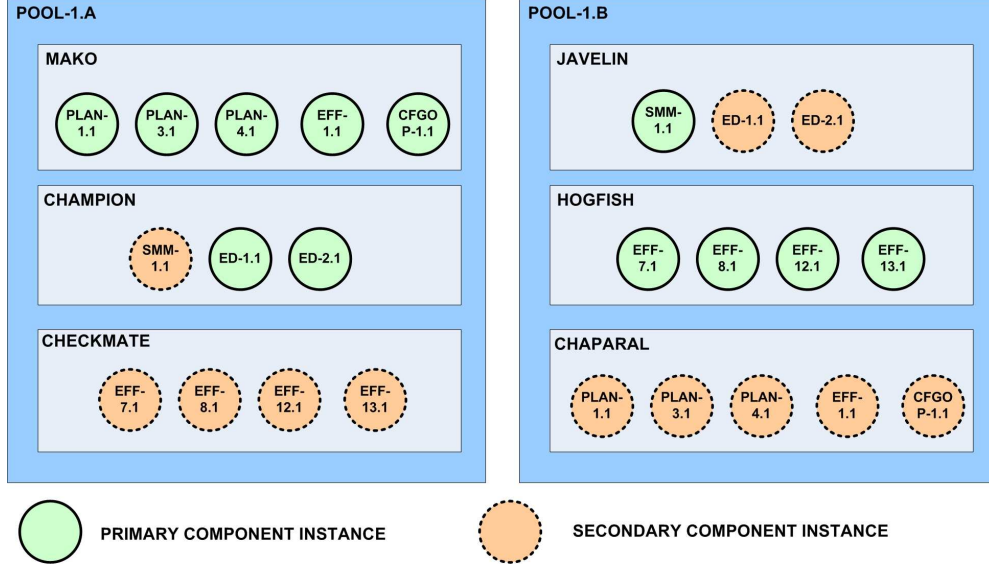 POOL-1.A
MAKO
PLAN-
1.1
PLAN-
3.1
PLAN-
4.1
EFF-
1.1
CFGO
P-1.1
CHAMPION
SMM-
1.1
ED-1.1
ED-2.1
CHECKMATE
EFF-
7.1
EFF-
8.1
EFF-
12.1
EFF-
13.1
POOL-1.B
JAVELIN
SMM-
1.1
ED-1.1
ED-2.1
HOGFISH
EFF-
7.1
EFF-
8.1
EFF-
12.1
EFF-
13.1
CHAPARAL
PLAN-
1.1
PLAN-
3.1
PLAN-
4.1
EFF-
1.1
CFGO
P-1.1
PRIMARY COMPONENT INSTANCE
SECONDARY COMPONENT INSTANCE